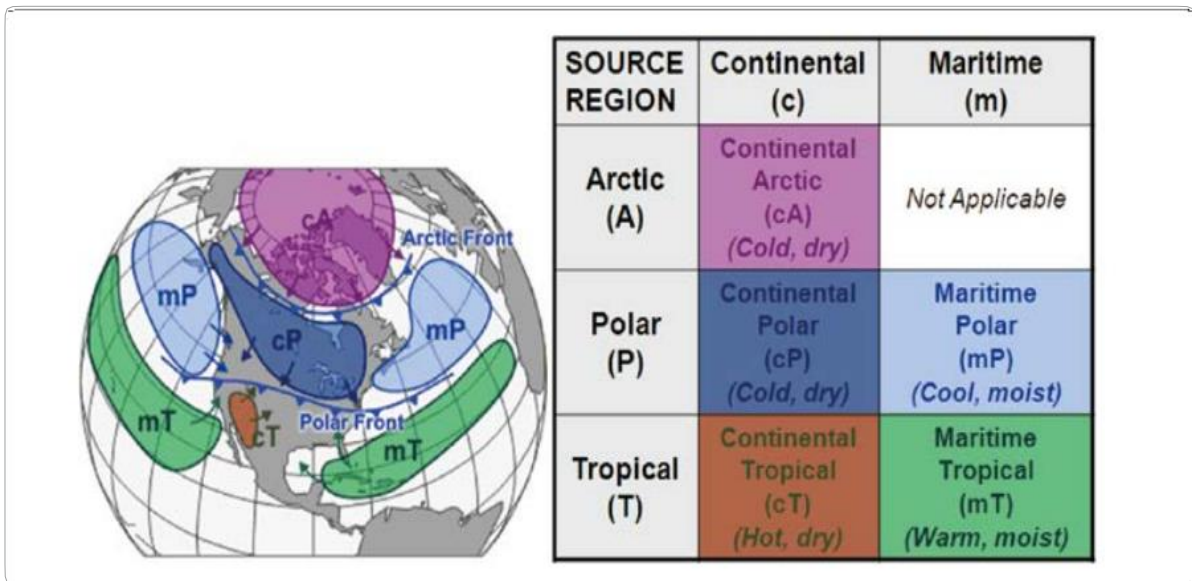 cA
Arctic Front
mP
mP
cP
mT
cT
Polar Front
mT
SOURCE REGION
Continental (c)
Maritime (m)
Arctic (A)
Continental Arctic (cA) (Cold, dry)
Not Applicable
Polar (P)
Continental Polar (cP) (Cold, dry)
Maritime Polar (mP) (Cool, moist)
Tropical (T)
Continental Tropical (cT) (Hot, dry)
Maritime Tropical (mT) (Warm, moist)